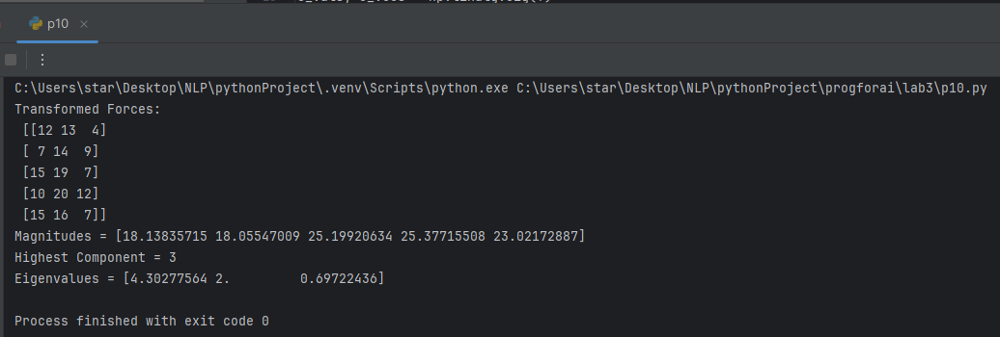 p10
C:\Users\star\Desktop\NLP\pythonProject\.venv\Scripts\python.exe C:\Users\star\Desktop\NLP\pythonProject\progforai\lab3\p10.py
Transformed Forces:
[[12 13  4]
[ 7 14  9]
[15 19  7]
[10 20 12]
[15 16  7]]
Magnitudes = [18.13835715 18.05547009 25.19920634 25.37715508 23.02172887]
Highest Component = 3
Eigenvalues = [4.30277564 2.         0.69722436]
Process finished with exit code 0